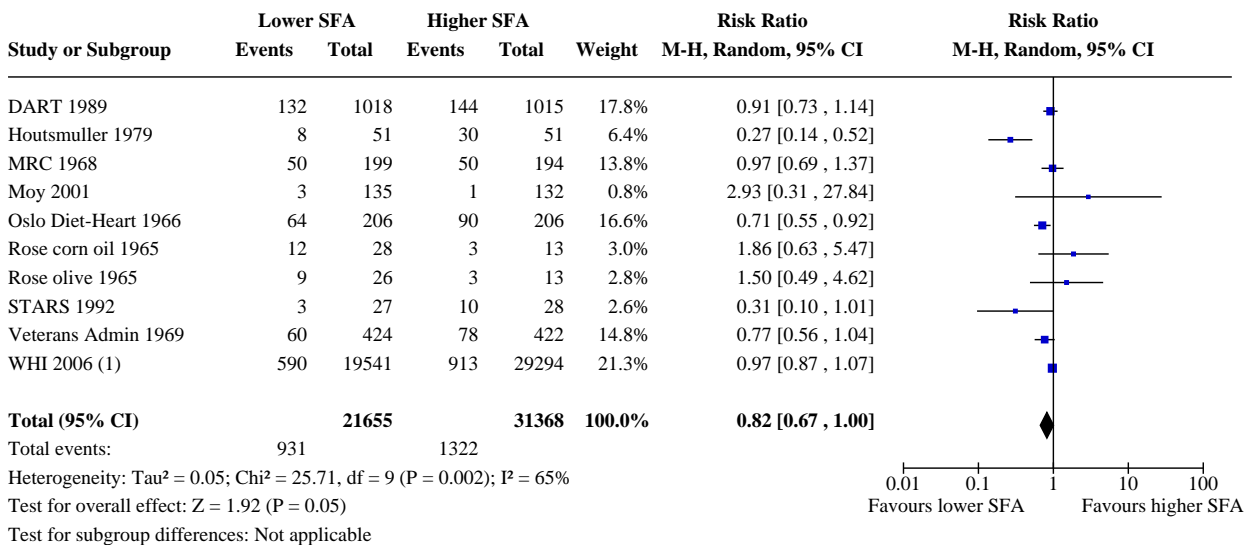 Lower SFA Higher SFA Risk Ratio Risk Ratio
Study or Subgroup Events Total Events Total Weight M-H, Random, 95% CI M-H, Random, 95% CI
DART 1989 132 1018 144 1015 17.8% 0.91 [0.73 , 1.14]
Houtsmuller 1979 8 51 30 51 6.4% 0.27 [0.14 , 0.52]
MRC 1968 50 199 50 194 13.8% 0.97 [0.69 , 1.37]
Moy 2001 3 135 1 132 0.8% 2.93 [0.31 , 27.84]
Oslo Diet-Heart 1966 64 206 90 206 16.6% 0.71 [0.55 , 0.92]
Rose corn oil 1965 12 28 3 13 3.0% 1.86 [0.63 , 5.47]
Rose olive 1965 9 26 3 13 2.8% 1.50 [0.49 , 4.62]
STARS 1992 3 27 10 28 2.6% 0.31 [0.10 , 1.01]
Veterans Admin 1969 60 424 78 422 14.8% 0.77 [0.56 , 1.04]
WHI 2006 (1) 590 19541 913 29294 21.3% 0.97 [0.87 , 1.07]
Total (95% CI) 21655 31368 100.0% 0.82 [0.67 , 1.00]
Total events: 931 1322
Heterogeneity: Tau² = 0.05; Chi² = 25.71, df = 9 (P = 0.002); I² = 65%
Test for overall effect: Z = 1.92 (P = 0.05)
Test for subgroup differences: Not applicable
0.01 0.1 1 10 100
Favours lower SFA Favours higher SFA